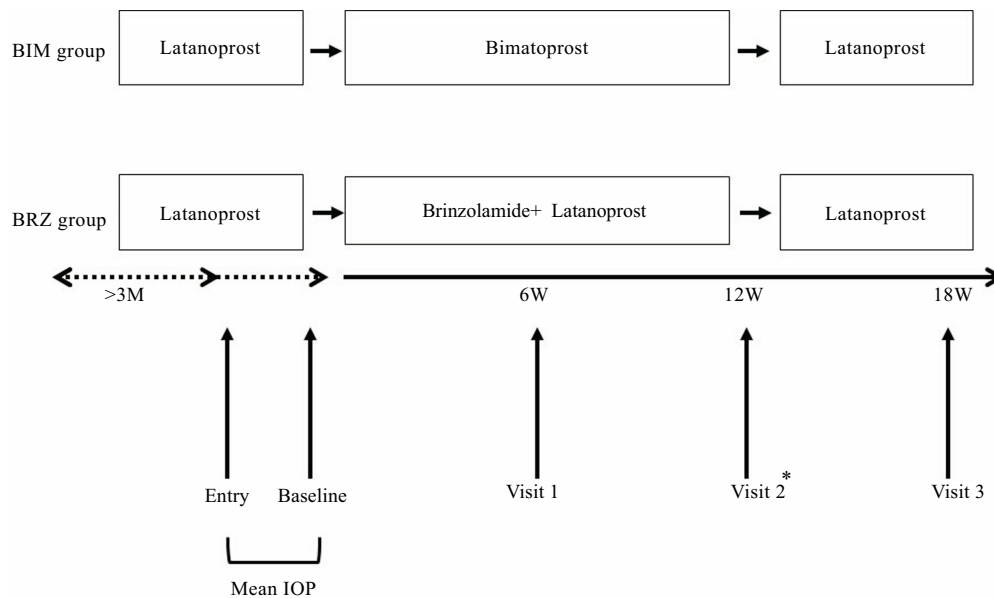 BIM group
Latanoprost
Bimatoprost
Latanoprost
BRZ group
Latanoprost
Brinzolamide+ Latanoprost
Latanoprost
>3M
6W
12W
18W
Entry
Baseline
Visit 1
Visit 2*
Visit 3
Mean IOP